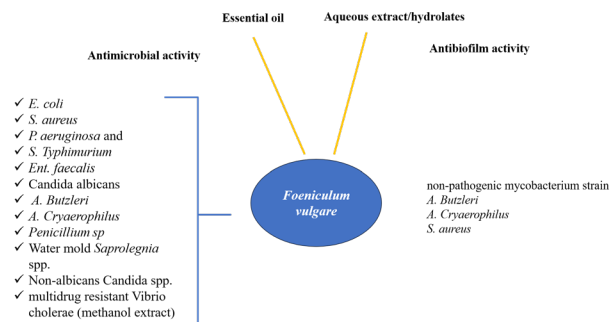 Essential oil
Aqueous extract/hydrolates
Antimicrobial activity
Antibiofilm activity
✓ E. coli
✓ S. aureus
✓ P. aeruginosa and
✓ S. Typhimurium
✓ Ent. faecalis
✓ Candida albicans
✓ A. Butzleri
✓ A. Cryaerophilus
✓ Penicillium sp
✓ Water mold Saprolegnia
spp.
✓ Non-albicans Candida spp.
✓ multidrug resistant Vibrio
cholerae (methanol extract)
Foeniculum
vulgare
non-pathogenic mycobacterium strain
A. Butzleri
A. Cryaerophilus
S. aureus